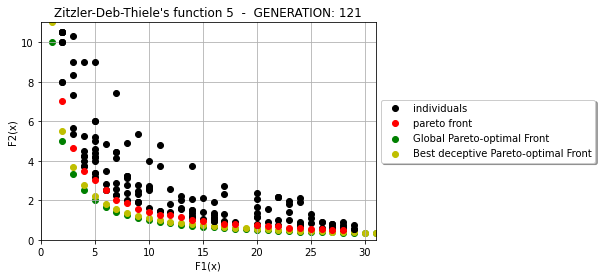 Zitzler-Deb-Thiele's function 5 - GENERATION: 121
F2(x)
10
8
6
4
2
0
0 5 10 15 20 25 30
F1(x)
individuals
pareto front
Global Pareto-optimal Front
Best deceptive Pareto-optimal Front